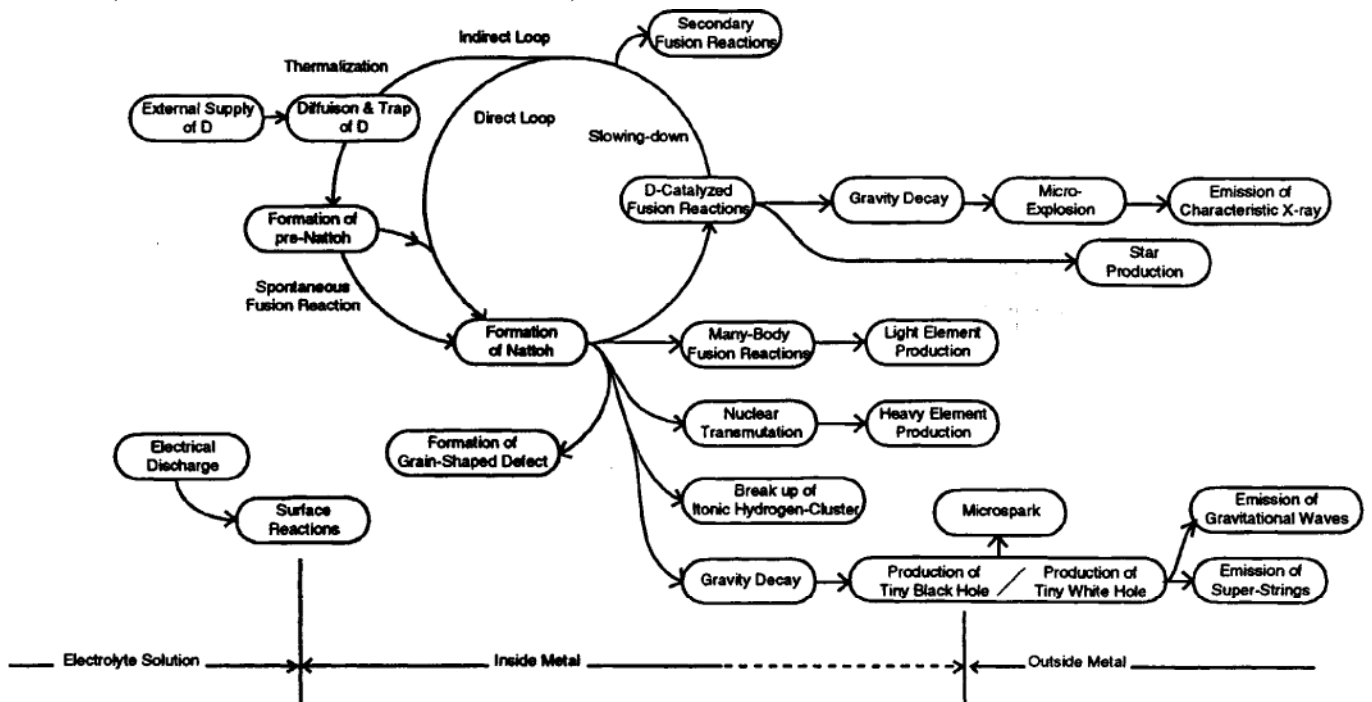 Secondary
Fusion Reactions
Indirect Loop
Thermalization
External Supply
of D
Diffuison & Trap
of D
Direct Loop
Slowing-down
D-Catalyzed
Fusion Reactions
Gravity Decay
Micro-
Explosion
Emission of
Characteristic X-ray
Formation of
pre-Nattoh
Star
Production
Spontaneous
Fusion Reaction
Formation
of Nattoh
Many-Body
Fusion Reactions
Light Element
Production
Nuclear
Transmutation
Heavy Element
Production
Formation of
Grain-Shaped Defect
Electrical
Discharge
Surface
Reactions
Break up of
Itonic Hydrogen-Cluster
Microspark
Emission of
Gravitational Waves
Gravity Decay
Production of
Tiny Black Hole
/
Production of
Tiny White Hole
Emission of
Super-Strings
Electrolyte Solution
Inside Metal
Outside Metal